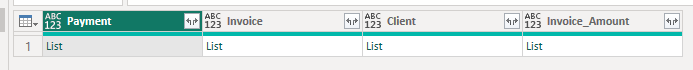 ABC 123 Payment ABC 123 Invoice ABC 123 Client ABC 123 Invoice_Amount
1 List List List List